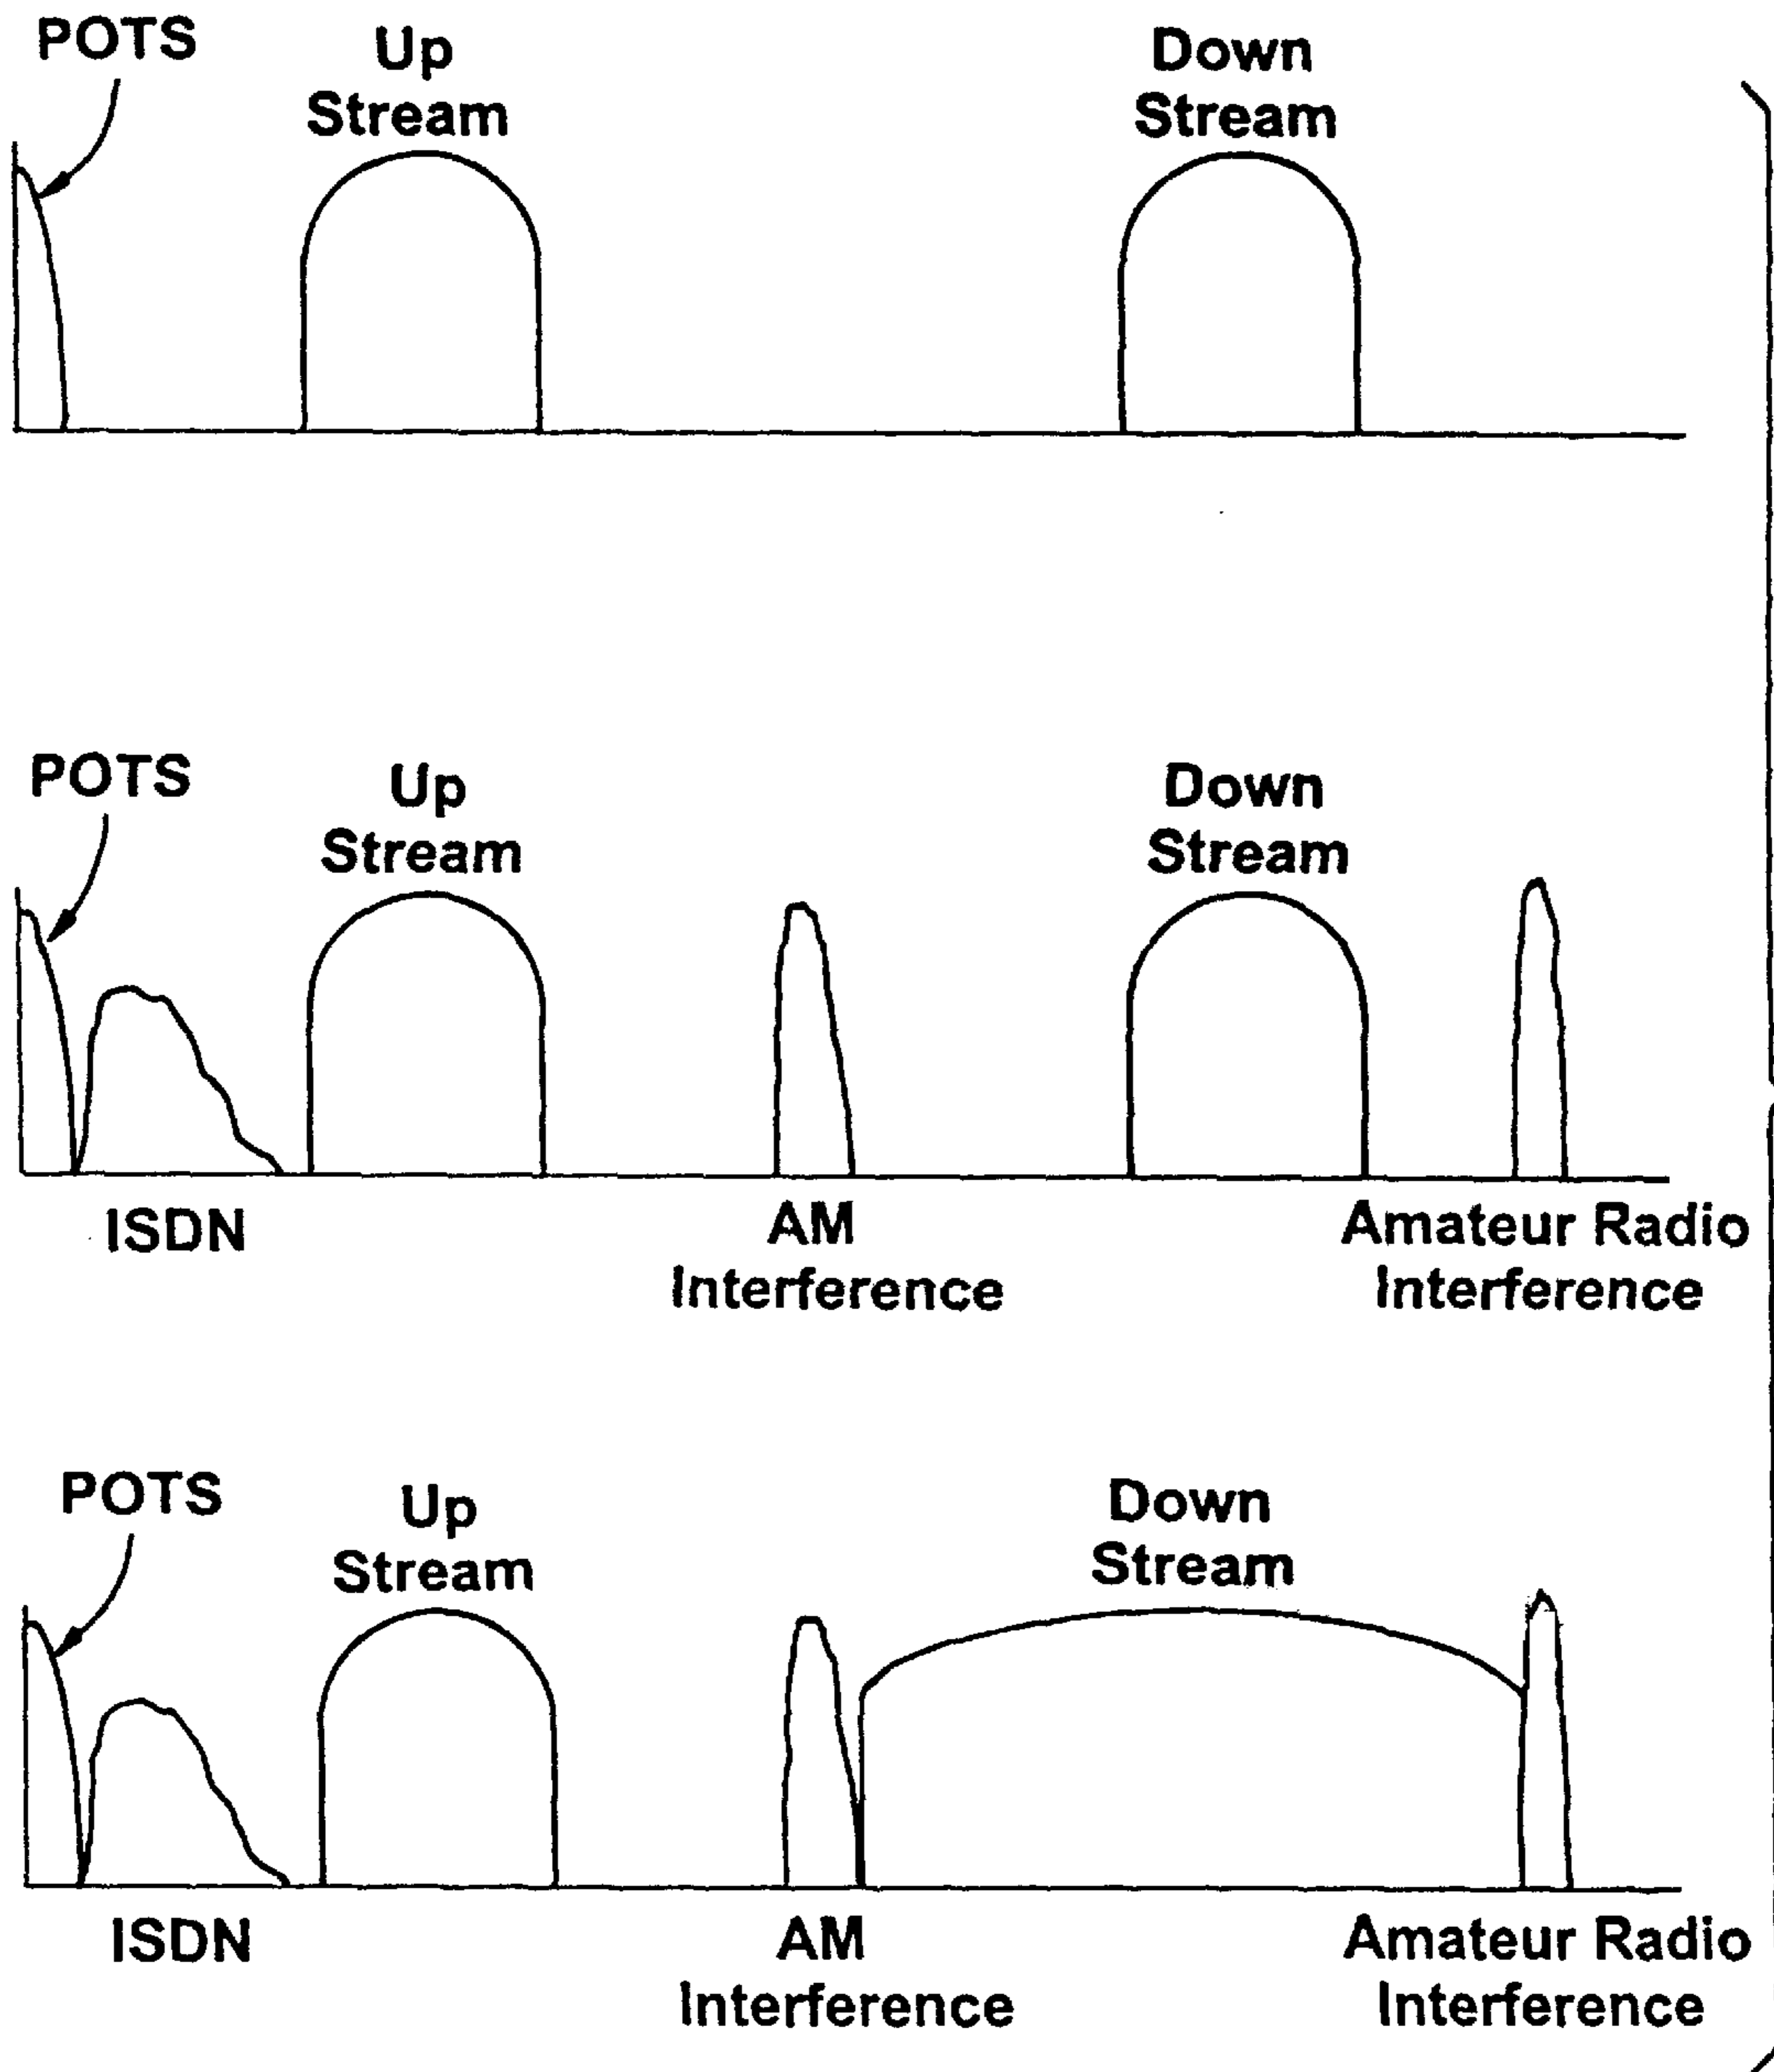 POTS
Up
Stream
Down
Stream
POTS
Up
Stream
Down
Stream
ISDN
AM
Interference
Amateur Radio
Interference
POTS
Up
Stream
Down
Stream
ISDN
AM
Interference
Amateur Radio
Interference